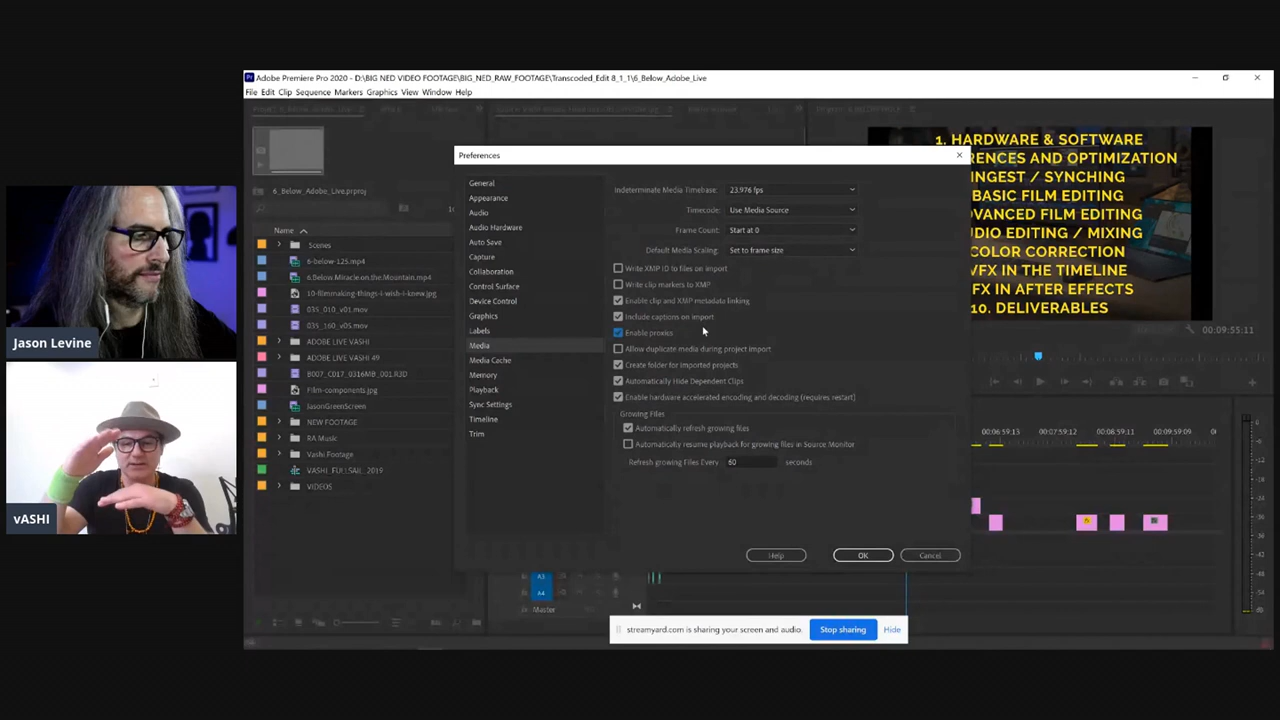 Adobe Premiere Pro 2020 - D:\BIG NED VIDEO FOOTAGE\BIG_NED_RAW_FOOTAGE\Transcoded_Edit 8_1_1\6_Below_Adobe_Live
File Edit Clip Sequence Markers Graphics View Window Help
6_Below_Adobe_Live.prproj
Name
Scenes
6-below-125.mp4
6.Below.Miracle.on.the.Mountain.mp4
10-filmmaking-things-i-wish-i-knew.jpg
035_010_v01.mov
035_160_v05.mov
ADOBE LIVE VASHI
ADOBE LIVE VASHI 49
B007_C017_0316MB_001.R3D
Film-components.jpg
JasonGreenScreen
NEW FOOTAGE
RA Music
Vashi Footage
VASHI_FULLSAIL_2019
VIDEOS
Preferences
General
Appearance
Audio
Audio Hardware
Auto Save
Capture
Collaboration
Control Surface
Device Control
Graphics
Labels
Media
Media Cache
Memory
Playback
Sync Settings
Timeline
Trim
Indeterminate Media Timebase: 23.976 fps
Timecode: Use Media Source
Frame Count: Start at 0
Default Media Scaling: Set to frame size
Write XMP ID to files on import
Write clip markers to XMP
Enable clip and XMP metadata linking
Include captions on import
Enable proxies
Allow duplicate media during project import
Create folder for imported projects
Automatically Hide Dependent Clips
Enable hardware accelerated encoding and decoding (requires restart)
Growing Files
Automatically refresh growing files
Automatically resume playback for growing files in Source Monitor
Refresh growing Files Every 60 seconds
Help OK Cancel
1. HARDWARE & SOFTWARE
RENCES AND OPTIMIZATION
INGEST / SYNCHING
BASIC FILM EDITING
DVANCED FILM EDITING
UDIO EDITING / MIXING
COLOR CORRECTION
VFX IN THE TIMELINE
FX IN AFTER EFFECTS
10. DELIVERABLES
00:09:55:11
00:06:59:13 00:07:59:12 00:08:59:11 00:09:59:09
A3
A4
Master
streamyard.com is sharing your screen and audio. Stop sharing Hide
Jason Levine
vASHI